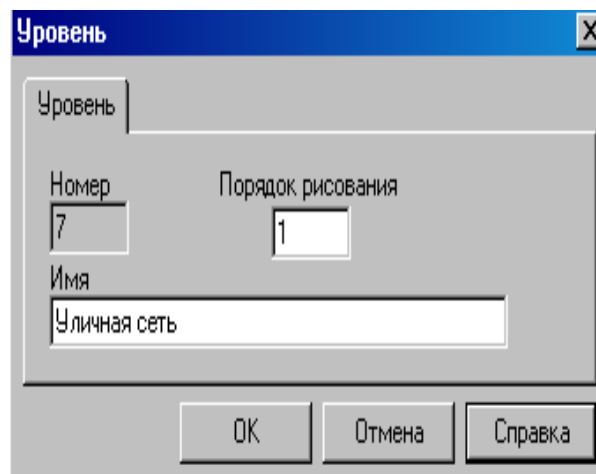 Уровень
Уровень
Номер Порядок рисования
7 1
Имя
Уличная сеть
OK Отмена Справка